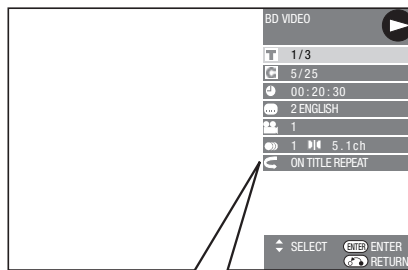 BD VIDEO
T 1/3
C 5/25
00:20:30
2 ENGLISH
1
1 5.1ch
ON TITLE REPEAT
SELECT ENTER ENTER
RETURN